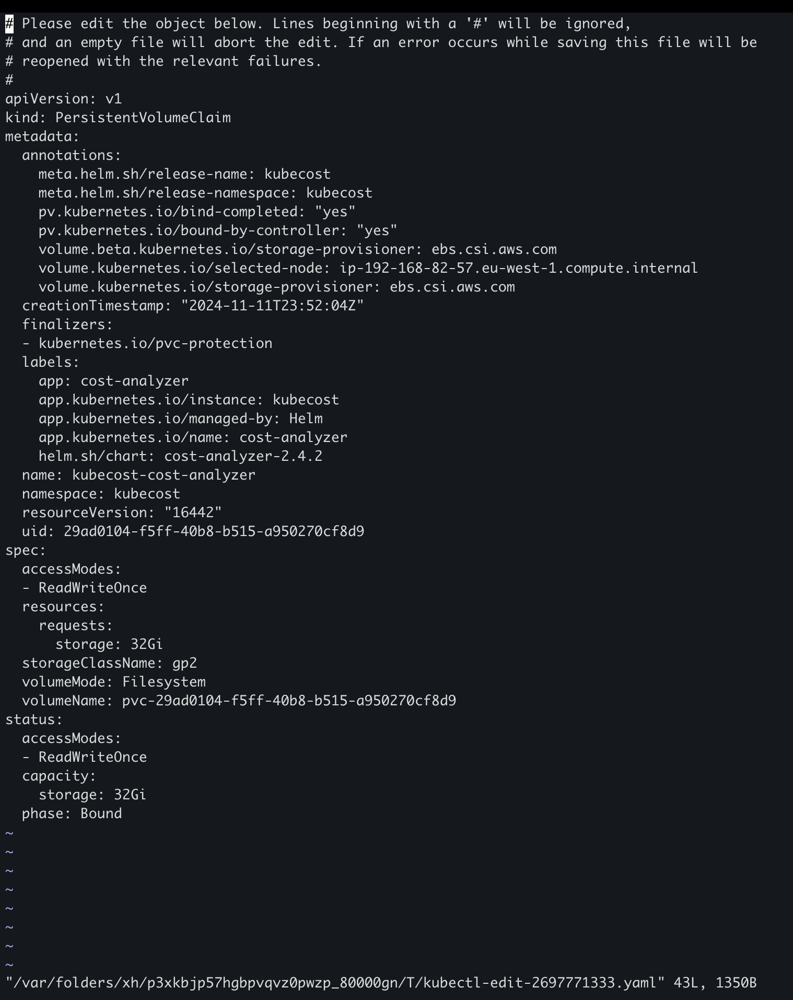 # Please edit the object below. Lines beginning with a '#' will be ignored,
# and an empty file will abort the edit. If an error occurs while saving this file will be
# reopened with the relevant failures.
#
apiVersion: v1
kind: PersistentVolumeClaim
metadata:
  annotations:
    meta.helm.sh/release-name: kubecost
    meta.helm.sh/release-namespace: kubecost
    pv.kubernetes.io/bind-completed: "yes"
    pv.kubernetes.io/bound-by-controller: "yes"
    volume.beta.kubernetes.io/storage-provisioner: ebs.csi.aws.com
    volume.kubernetes.io/selected-node: ip-192-168-82-57.eu-west-1.compute.internal
    volume.kubernetes.io/storage-provisioner: ebs.csi.aws.com
  creationTimestamp: "2024-11-11T23:52:04Z"
  finalizers:
  - kubernetes.io/pvc-protection
  labels:
    app: cost-analyzer
    app.kubernetes.io/instance: kubecost
    app.kubernetes.io/managed-by: Helm
    app.kubernetes.io/name: cost-analyzer
    helm.sh/chart: cost-analyzer-2.4.2
  name: kubecost-cost-analyzer
  namespace: kubecost
  resourceVersion: "16442"
  uid: 29ad0104-f5ff-40b8-b515-a950270cf8d9
spec:
  accessModes:
  - ReadWriteOnce
  resources:
    requests:
      storage: 32Gi
  storageClassName: gp2
  volumeMode: Filesystem
  volumeName: pvc-29ad0104-f5ff-40b8-b515-a950270cf8d9
status:
  accessModes:
  - ReadWriteOnce
  capacity:
    storage: 32Gi
  phase: Bound
~
~
~
~
~
~
~
~
"/var/folders/xh/p3xkbjp57hgbpvqvz0pwzp_80000gn/T/kubectl-edit-2697771333.yaml" 43L, 1350B